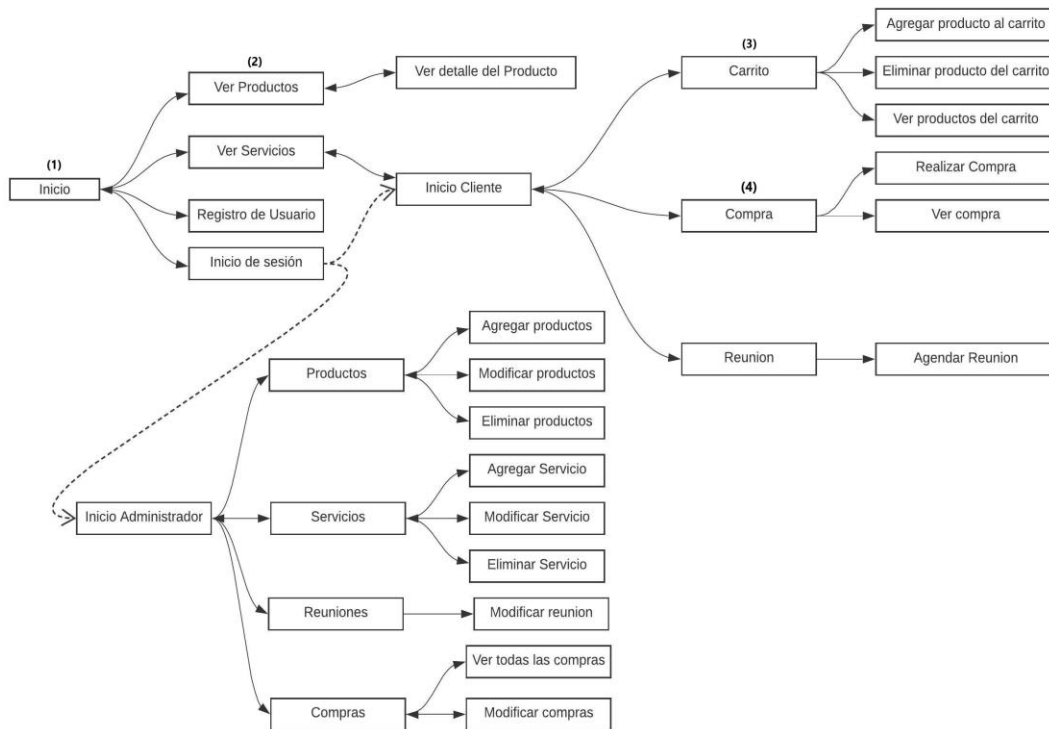 (1)
Inicio
(2)
Ver Productos
Ver detalle del Producto
Ver Servicios
Registro de Usuario
Inicio de sesión
Inicio Cliente
(3)
Carrito
Agregar producto al carrito
Eliminar producto del carrito
Ver productos del carrito
(4)
Compra
Realizar Compra
Ver compra
Reunion
Agendar Reunion
Inicio Administrador
Productos
Agregar productos
Modificar productos
Eliminar productos
Servicios
Agregar Servicio
Modificar Servicio
Eliminar Servicio
Reuniones
Modificar reunion
Compras
Ver todas las compras
Modificar compras